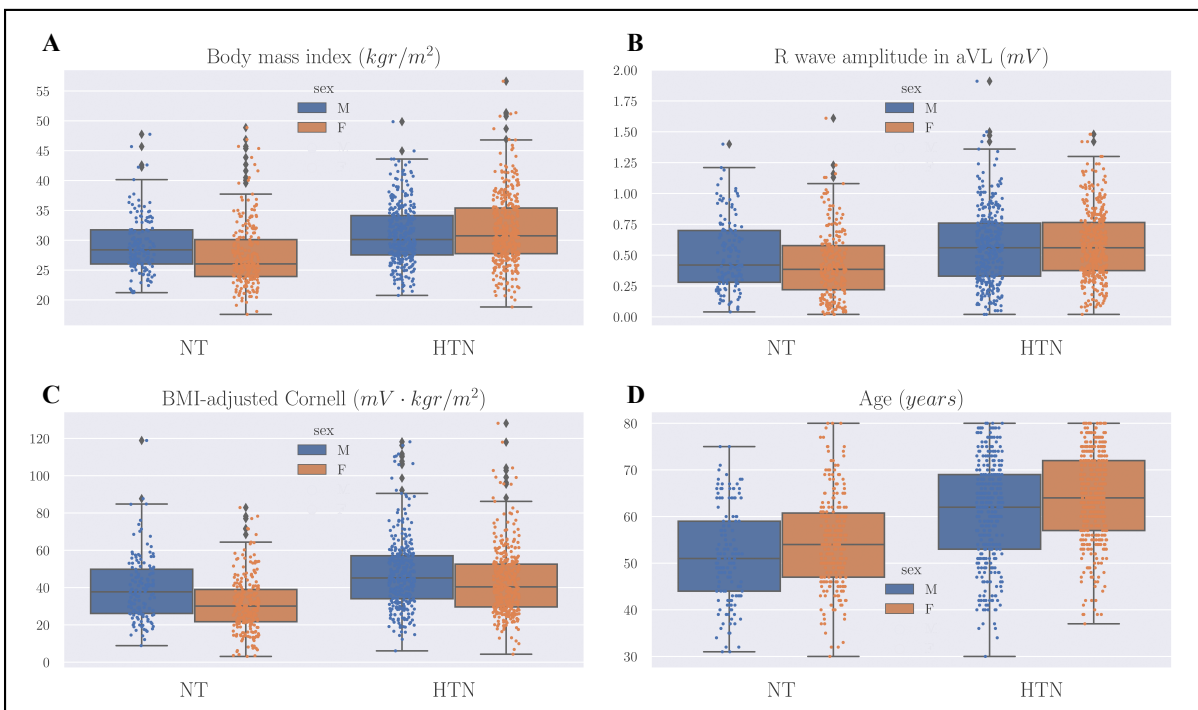 A
Body mass index (kgr/m²)
55
50
45
40
35
30
25
20
sex
M
F
NT
HTN
B
R wave amplitude in aVL (mV)
2.00
1.75
1.50
1.25
1.00
0.75
0.50
0.25
0.00
sex
M
F
NT
HTN
C
BMI-adjusted Cornell (mV · kgr/m²)
120
100
80
60
40
20
0
sex
M
F
NT
HTN
D
Age (years)
80
70
60
50
40
30
sex
M
F
NT
HTN